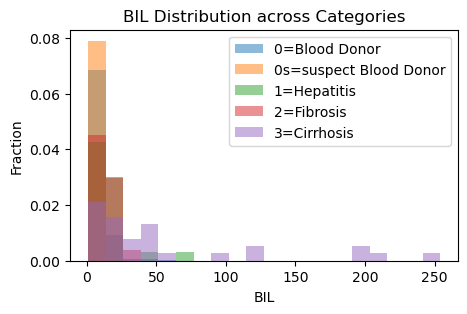 BIL Distribution across Categories
0.08
0.06
0.04
0.02
0.00
Fraction
0=Blood Donor
0s=suspect Blood Donor
1=Hepatitis
2=Fibrosis
3=Cirrhosis
0 50 100 150 200 250
BIL